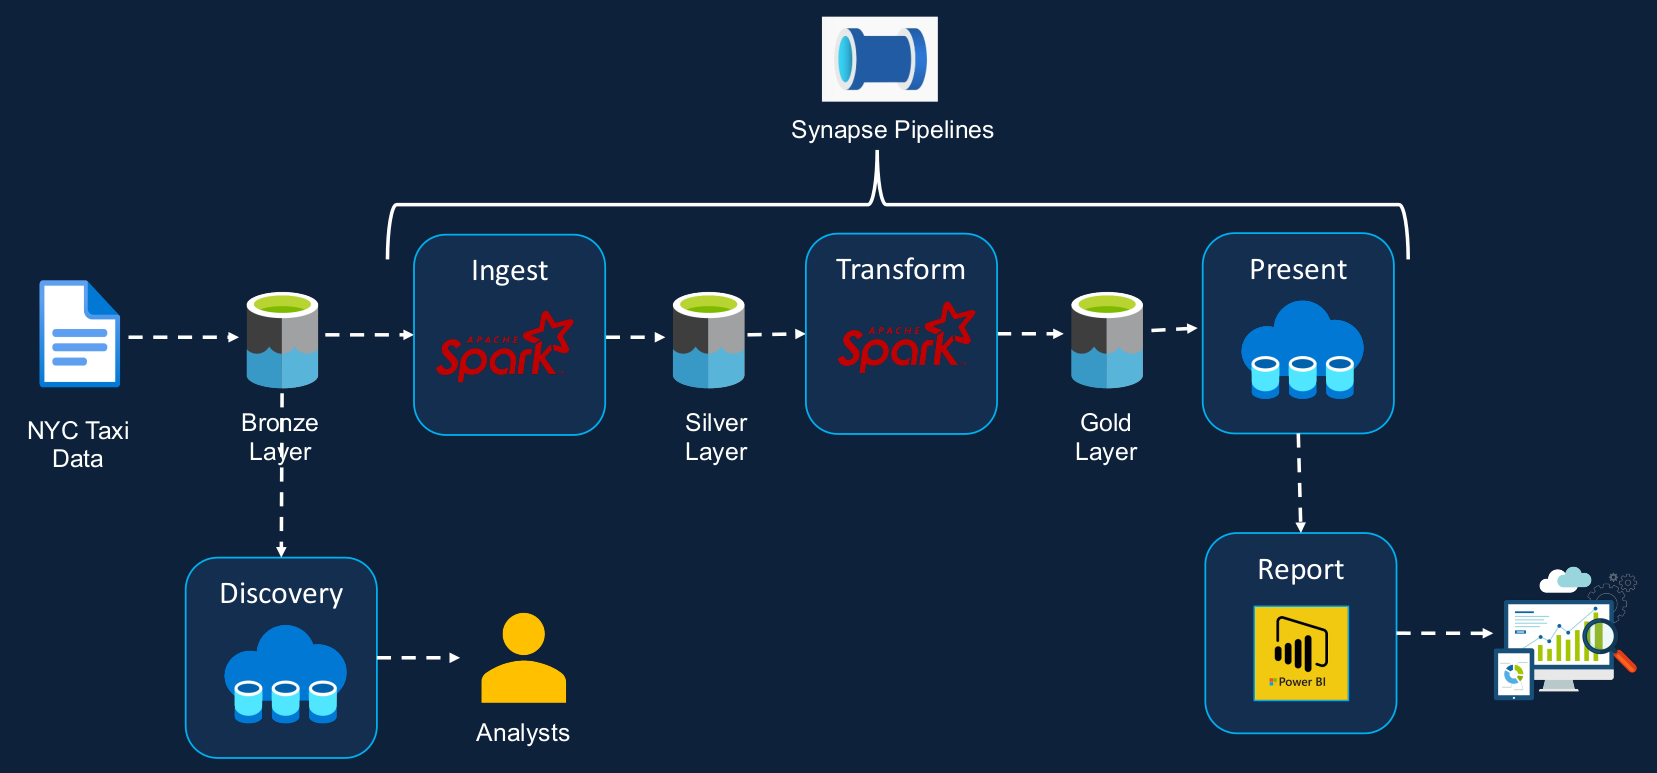 Synapse Pipelines
Ingest
APACHE
Spark
Transform
APACHE
Spark
Present
NYC Taxi
Data
Bronze
Layer
Silver
Layer
Gold
Layer
Discovery
Analysts
Report
Power BI